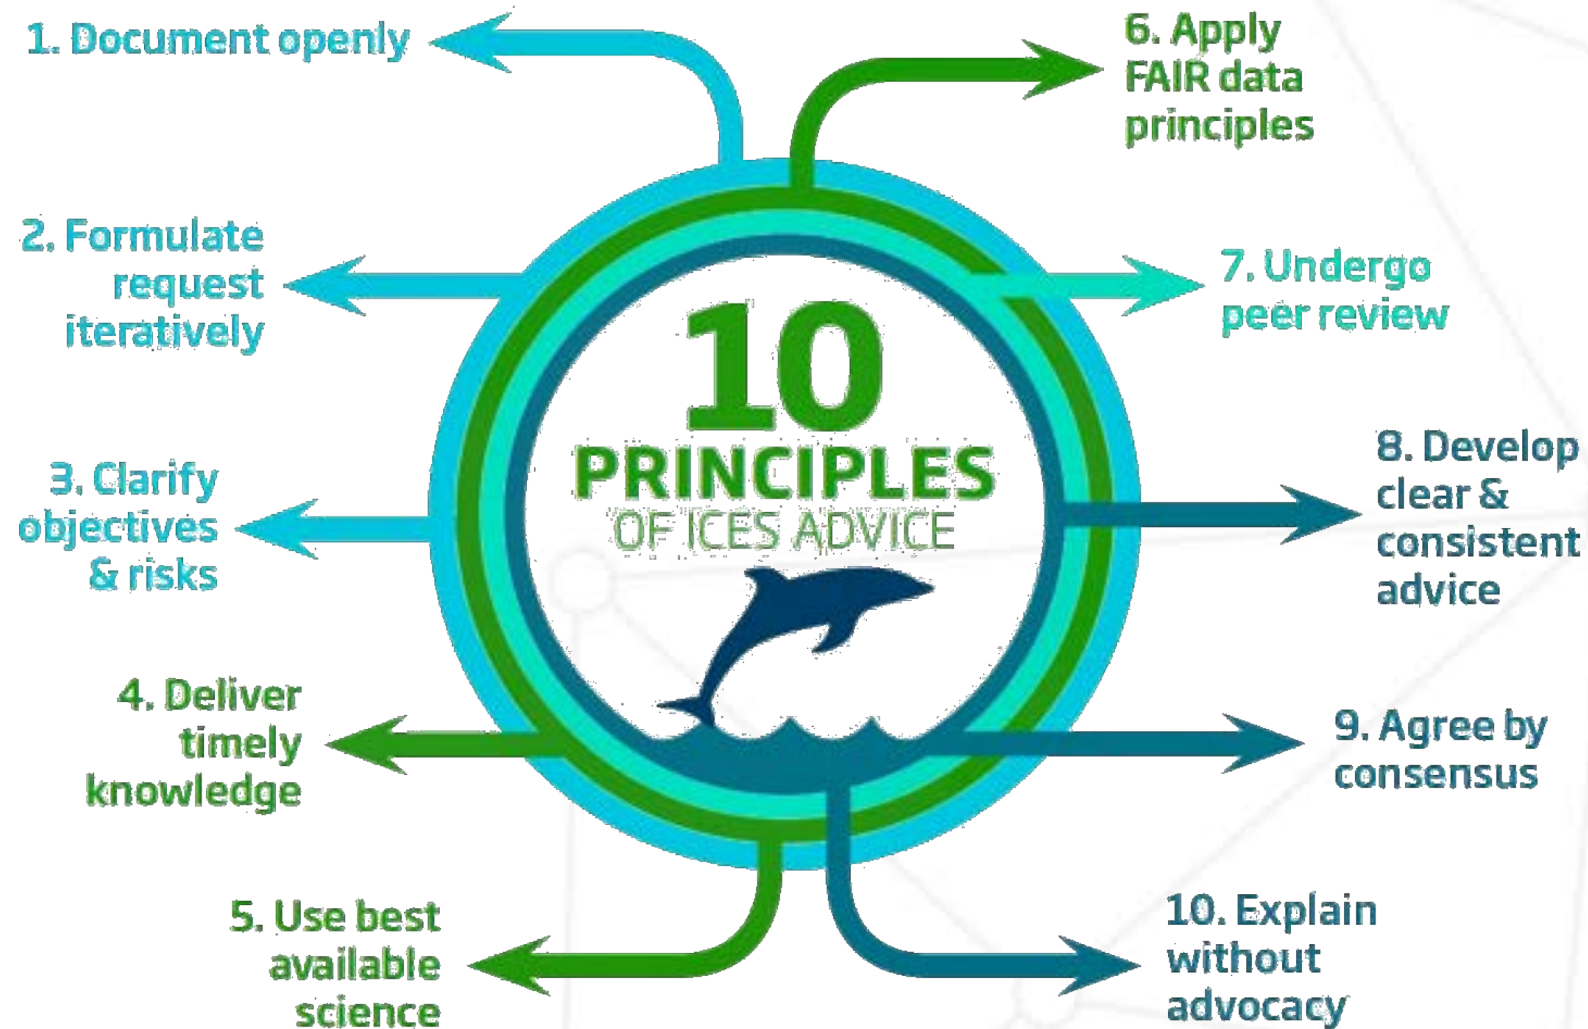 10
PRINCIPLES
OF ICES ADVICE
1. Document openly
2. Formulate
request
iteratively
3. Clarify
objectives
& risks
4. Deliver
timely
knowledge
5. Use best
available
science
6. Apply
FAIR data
principles
7. Undergo
peer review
8. Develop
clear &
consistent
advice
9. Agree by
consensus
10. Explain
without
advocacy